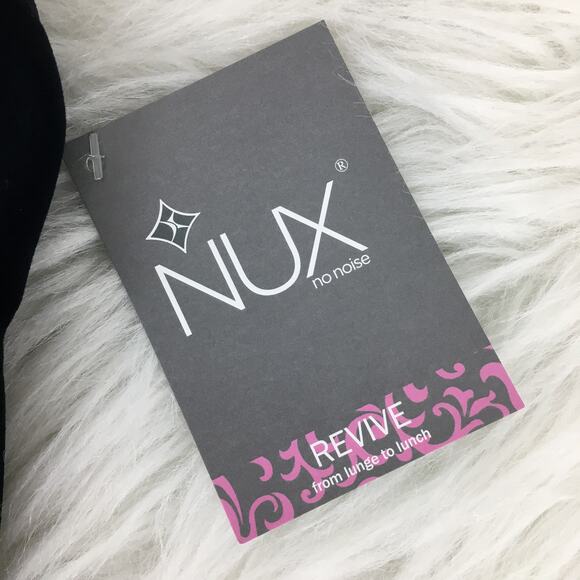 NUX®
no noise
REVIVE
from lunge to lunch